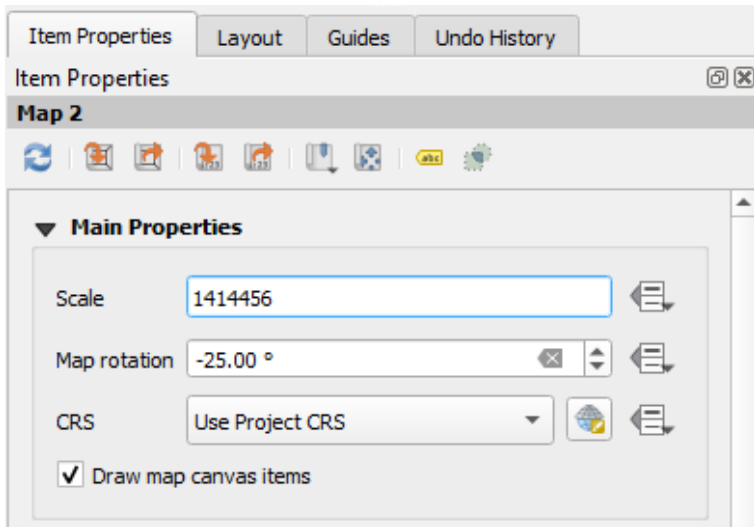 Item Properties Layout Guides Undo History
Item Properties
Map 2
abc
Main Properties
Scale 1414456
Map rotation -25.00 °
CRS Use Project CRS
Draw map canvas items